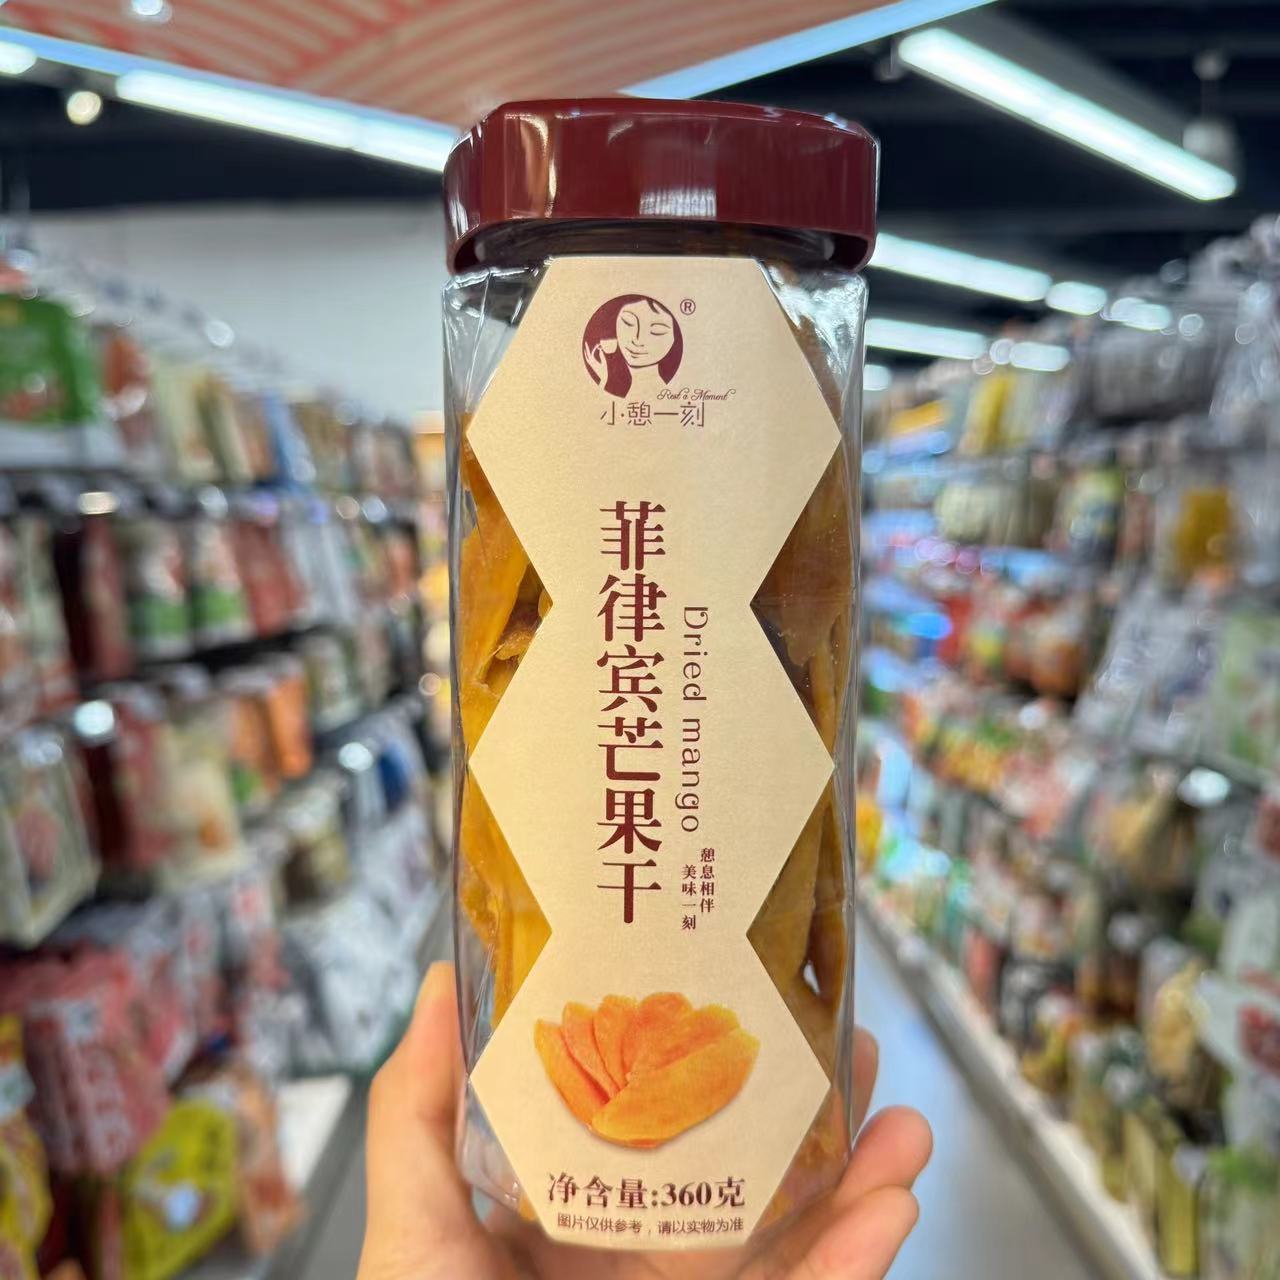 ®
Rest a Moment
小憩一刻
菲律宾芒果干
Dried mango
憩息相伴
美味一刻
净含量:360克
图片仅供参考，请以实物为准